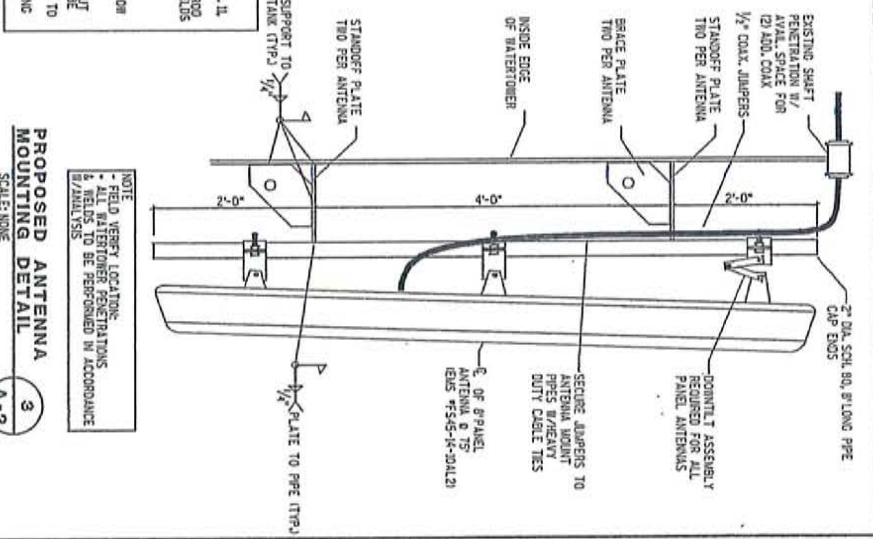 EXISTING SHAFT
PENETRATION W/
AVAIL. SPACE FOR
(2) ADD. COAX
1/2" COAX. JUMPERS
STANDOFF PLATE
TWO PER ANTENNA
BRACE PLATE
TWO PER ANTENNA
INSIDE EDGE
OF WATERTOWER
STANDOFF PLATE
TWO PER ANTENNA
SUPPORT TO
TANK (TYP.)
1/4"
2'-0"
4'-0"
2'-0"
2" DIA. SCH. 80, 8' LONG PIPE
CAP ENDS
DOWNTILT ASSEMBLY
REQUIRED FOR ALL
PANEL ANTENNAS
SECURE JUMPERS TO
ANTENNA MOUNT
PIPES W/HEAVY
DUTY CABLE TIES
℄ OF 8' PANEL
ANTENNA @ 75'
1/4"
PLATE TO PIPE (TYP.)
NOTE
- FIELD VERIFY LOCATION:
- ALL WATERTOWER PENETRATIONS
& WELDS TO BE PERFORMED IN ACCORDANCE
W/ANALYSIS
PROPOSED ANTENNA
MOUNTING DETAIL
SCALE: NONE
3